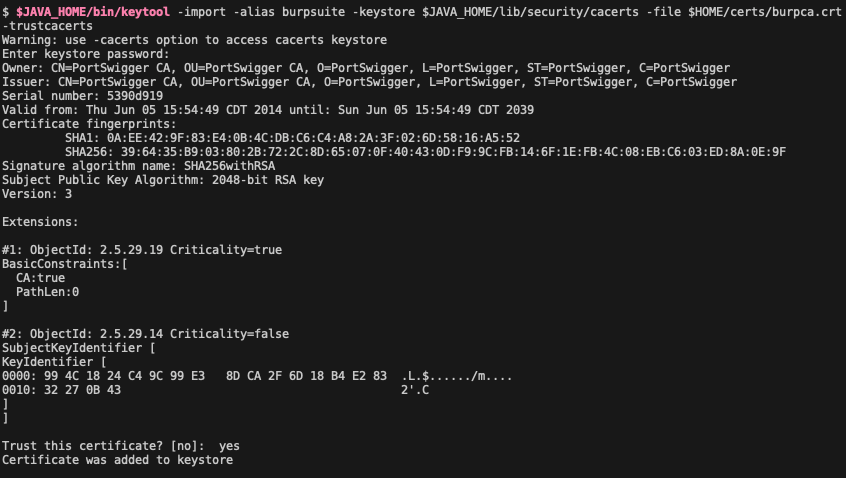 $ $JAVA_HOME/bin/keytool -import -alias burpsuite -keystore $JAVA_HOME/lib/security/cacerts -file $HOME/certs/burpca.crt
-trustcacerts
Warning: use -cacerts option to access cacerts keystore
Enter keystore password:
Owner: CN=PortSwigger CA, OU=PortSwigger CA, O=PortSwigger, L=PortSwigger, ST=PortSwigger, C=PortSwigger
Issuer: CN=PortSwigger CA, OU=PortSwigger CA, O=PortSwigger, L=PortSwigger, ST=PortSwigger, C=PortSwigger
Serial number: 5390d919
Valid from: Thu Jun 05 15:54:49 CDT 2014 until: Sun Jun 05 15:54:49 CDT 2039
Certificate fingerprints:
SHA1: 0A:EE:42:9F:83:E4:0B:4C:DB:C6:C4:A8:2A:3F:02:6D:58:16:A5:52
SHA256: 39:64:35:B9:03:80:2B:72:2C:8D:65:07:0F:40:43:0D:F9:9C:FB:14:6F:1E:FB:4C:08:EB:C6:03:ED:8A:0E:9F
Signature algorithm name: SHA256withRSA
Subject Public Key Algorithm: 2048-bit RSA key
Version: 3
Extensions:
#1: ObjectId: 2.5.29.19 Criticality=true
BasicConstraints:[
CA:true
PathLen:0
]
#2: ObjectId: 2.5.29.14 Criticality=false
SubjectKeyIdentifier [
KeyIdentifier [
0000: 99 4C 18 24 C4 9C 99 E3   8D CA 2F 6D 18 B4 E2 83  .L.$....../m....
0010: 32 27 0B 43                                        2'.C
]
]
Trust this certificate? [no]:  yes
Certificate was added to keystore